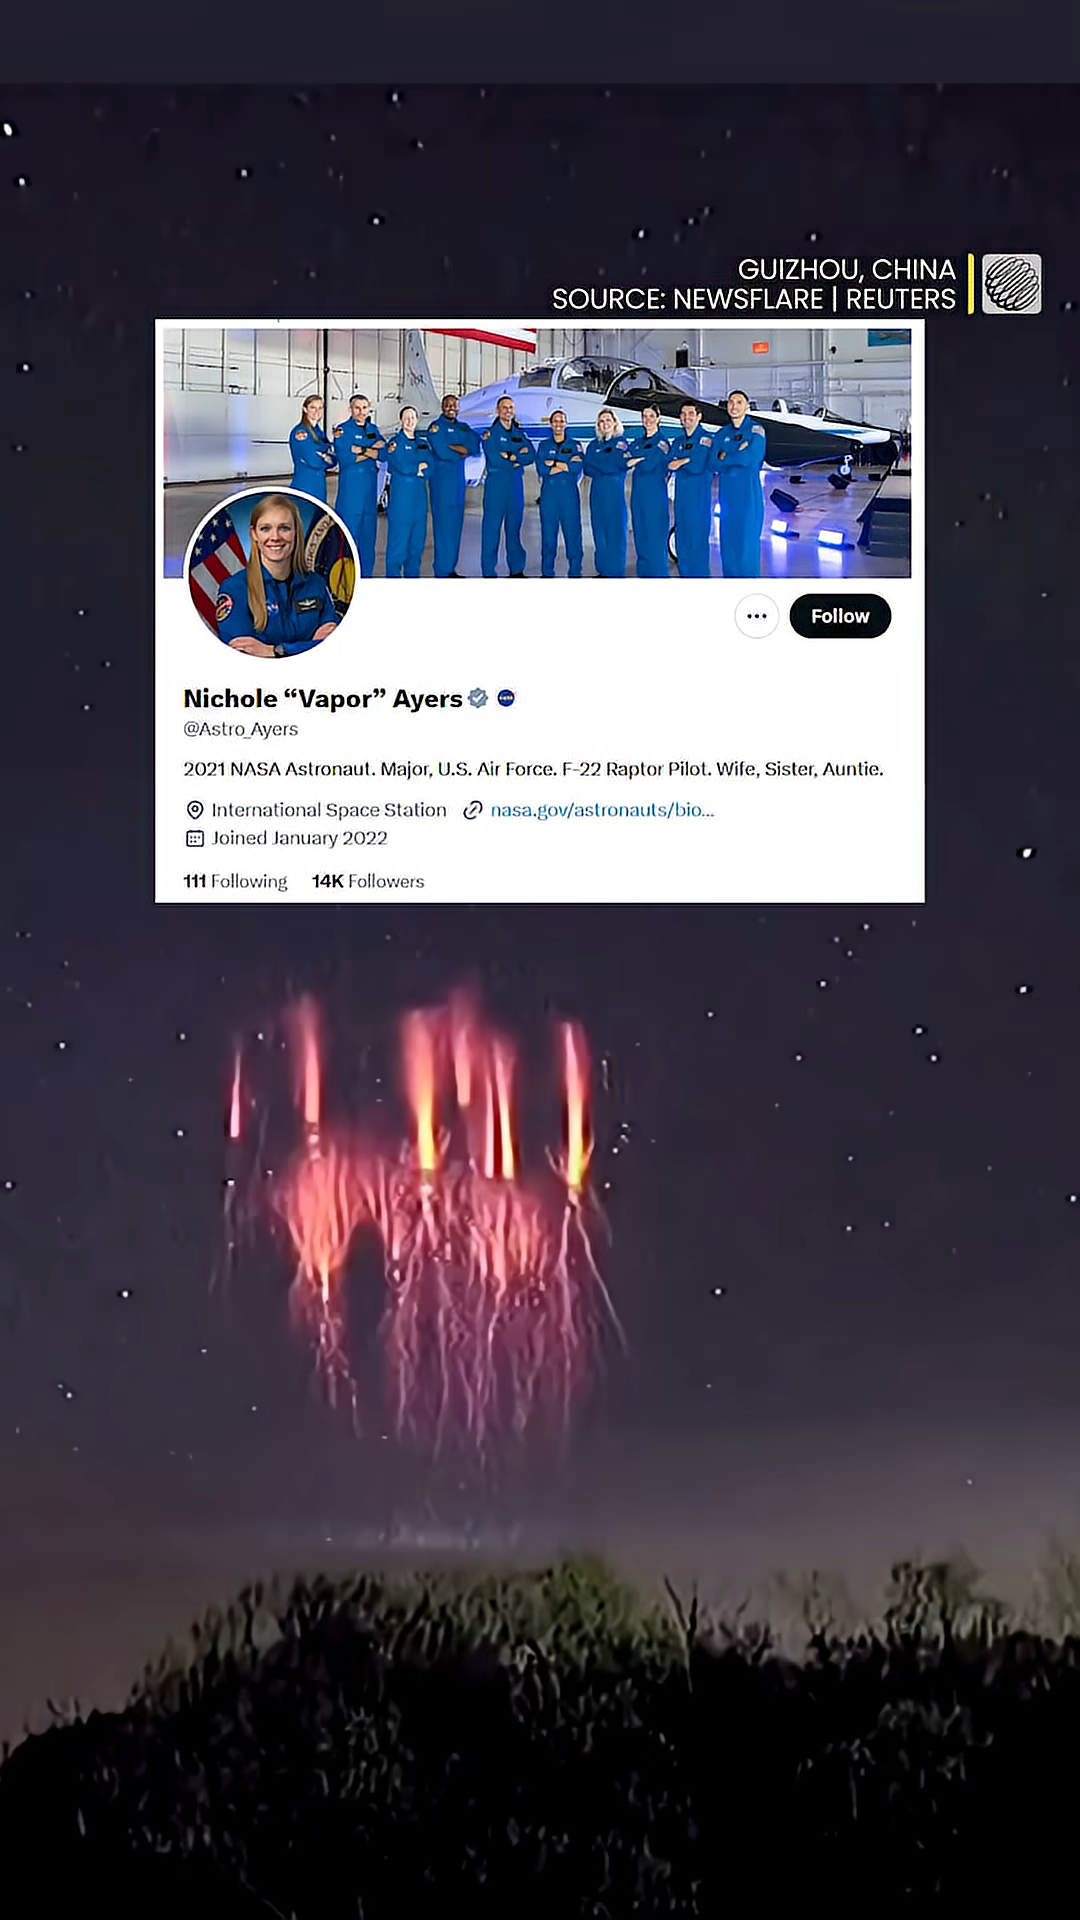 GUIZHOU, CHINA
SOURCE: NEWSFLARE | REUTERS
Follow
Nichole “Vapor” Ayers
@Astro_Ayers
2021 NASA Astronaut. Major, U.S. Air Force. F-22 Raptor Pilot. Wife, Sister, Auntie.
International Space Station nasa.gov/astronauts/bio...
Joined January 2022
111 Following 14K Followers